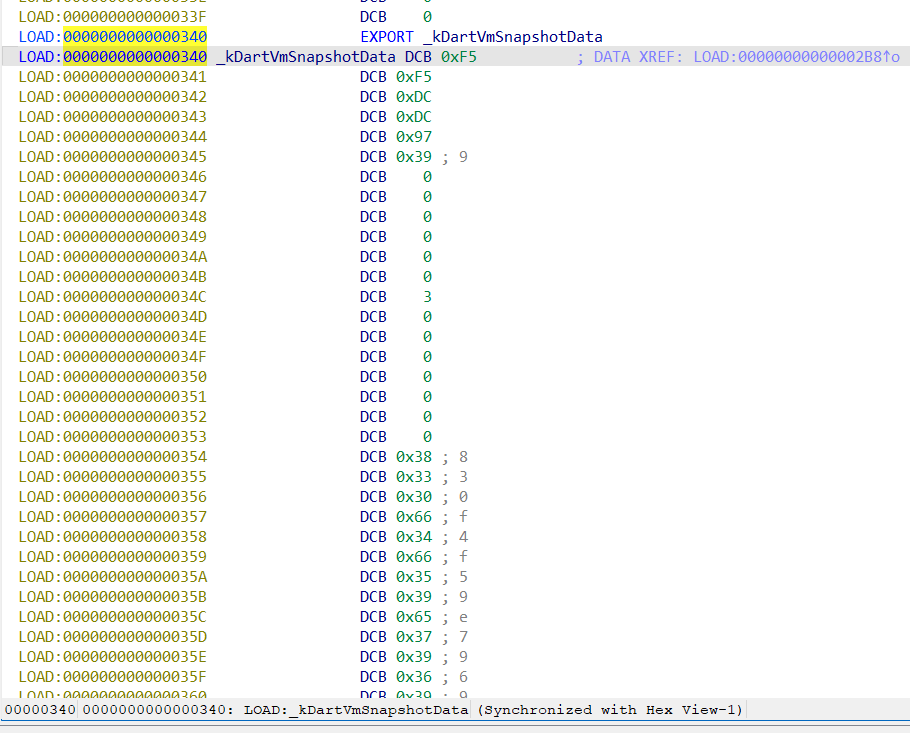 LOAD:000000000000033F DCB 0
LOAD:0000000000000340 EXPORT _kDartVmSnapshotData
LOAD:0000000000000340 _kDartVmSnapshotData DCB 0xF5 ; DATA XREF: LOAD:00000000000002B8↑o
LOAD:0000000000000341 DCB 0xF5
LOAD:0000000000000342 DCB 0xDC
LOAD:0000000000000343 DCB 0xDC
LOAD:0000000000000344 DCB 0x97
LOAD:0000000000000345 DCB 0x39 ; 9
LOAD:0000000000000346 DCB 0
LOAD:0000000000000347 DCB 0
LOAD:0000000000000348 DCB 0
LOAD:0000000000000349 DCB 0
LOAD:000000000000034A DCB 0
LOAD:000000000000034B DCB 0
LOAD:000000000000034C DCB 3
LOAD:000000000000034D DCB 0
LOAD:000000000000034E DCB 0
LOAD:000000000000034F DCB 0
LOAD:0000000000000350 DCB 0
LOAD:0000000000000351 DCB 0
LOAD:0000000000000352 DCB 0
LOAD:0000000000000353 DCB 0
LOAD:0000000000000354 DCB 0x38 ; 8
LOAD:0000000000000355 DCB 0x33 ; 3
LOAD:0000000000000356 DCB 0x30 ; 0
LOAD:0000000000000357 DCB 0x66 ; f
LOAD:0000000000000358 DCB 0x34 ; 4
LOAD:0000000000000359 DCB 0x66 ; f
LOAD:000000000000035A DCB 0x35 ; 5
LOAD:000000000000035B DCB 0x39 ; 9
LOAD:000000000000035C DCB 0x65 ; e
LOAD:000000000000035D DCB 0x37 ; 7
LOAD:000000000000035E DCB 0x39 ; 9
LOAD:000000000000035F DCB 0x36 ; 6
LOAD:0000000000000360 DCB 0x39 ; 9
00000340 0000000000000340: LOAD:_kDartVmSnapshotData (Synchronized with Hex View-1)